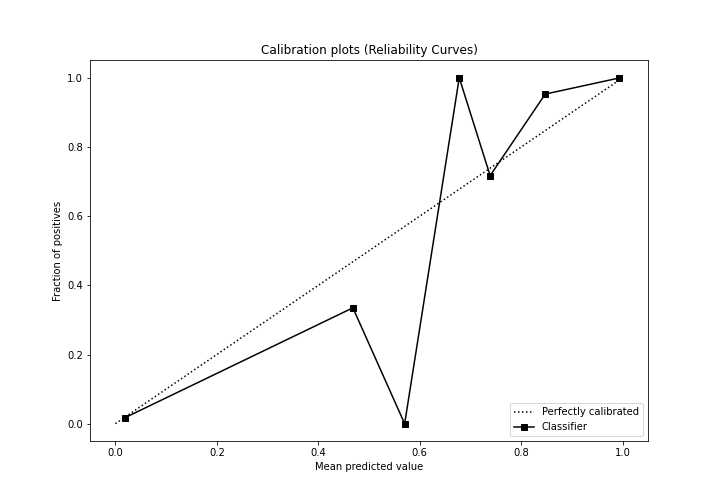 Calibration plots (Reliability Curves)
1.0
0.8
0.6
0.4
0.2
0.0
Fraction of positives
0.0 0.2 0.4 0.6 0.8 1.0
Mean predicted value
Perfectly calibrated
Classifier